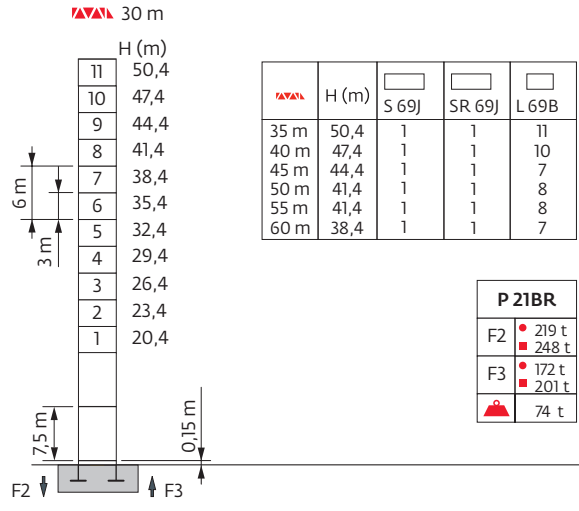 30 m
H (m)
11 50,4
10 47,4
9 44,4
8 41,4
7 38,4
6 35,4
5 32,4
4 29,4
3 26,4
2 23,4
1 20,4
6 m
3 m
7,5 m
0,15 m
F2
F3
H (m) S 69J SR 69J L 69B
35 m 50,4 1 1 11
40 m 47,4 1 1 10
45 m 44,4 1 1 7
50 m 41,4 1 1 8
55 m 41,4 1 1 8
60 m 38,4 1 1 7
P 21BR
F2 219 t
248 t
F3 172 t
201 t
74 t